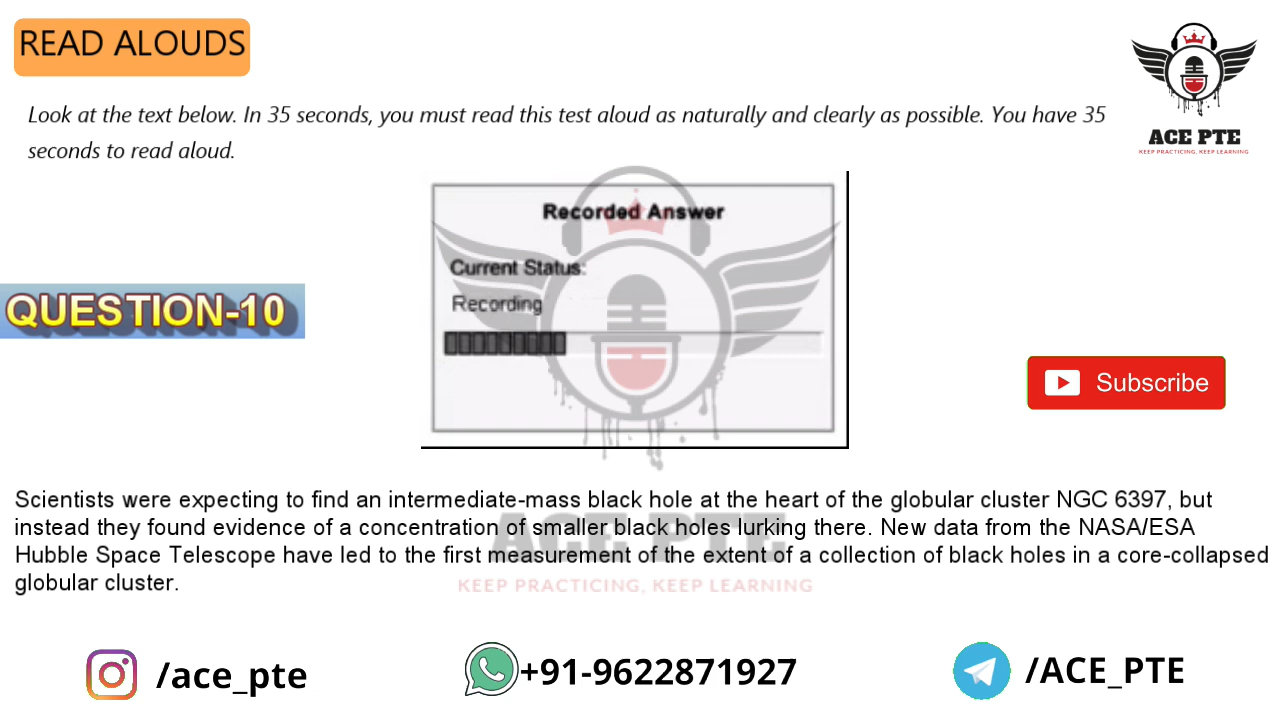 READ ALOUDS
ACE PTE
KEEP PRACTICING, KEEP LEARNING
Look at the text below. In 35 seconds, you must read this test aloud as naturally and clearly as possible. You have 35
seconds to read aloud.
Recorded Answer
Current Status:
Recording
QUESTION-10
Subscribe
Scientists were expecting to find an intermediate-mass black hole at the heart of the globular cluster NGC 6397, but
instead they found evidence of a concentration of smaller black holes lurking there. New data from the NASA/ESA
Hubble Space Telescope have led to the first measurement of the extent of a collection of black holes in a core-collapsed
globular cluster.
ACE PTE
KEEP PRACTICING, KEEP LEARNING
/ace_pte
+91-9622871927
/ACE_PTE